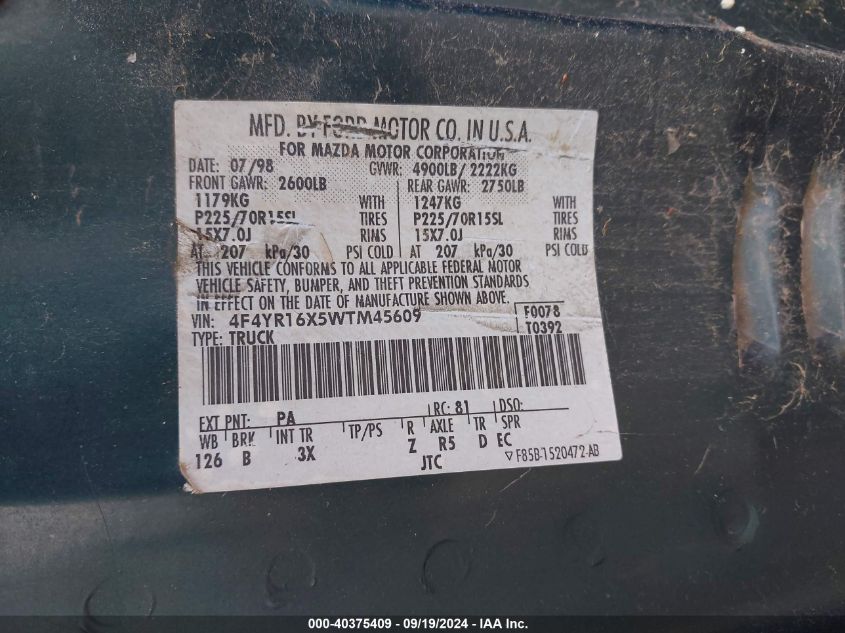 MFD. BY FORD MOTOR CO. IN U.S.A.
FOR MAZDA MOTOR CORPORATION
DATE: 07/98 GVWR: 4900LB/ 2222KG
FRONT GAWR: 2600LB REAR GAWR: 2750LB
1179KG WITH 1247KG WITH
P225/70R15SL TIRES P225/70R15SL TIRES
15X7.0J RIMS 15X7.0J RIMS
AT 207 kPa/30 PSI COLD AT 207 kPa/30 PSI COLD
THIS VEHICLE CONFORMS TO ALL APPLICABLE FEDERAL MOTOR
VEHICLE SAFETY, BUMPER, AND THEFT PREVENTION STANDARDS
IN EFFECT ON THE DATE OF MANUFACTURE SHOWN ABOVE.
VIN: 4F4YR16X5WTM45609 F0078
TYPE: TRUCK T0392
EXT PNT: PA RC: 81 DSO:
WB BRK INT TR TP/PS R AXLE TR SPR
126 B 3X Z R5 D EC
JTC ▽ F85B-1520472-AB
000-40375409 - 09/19/2024 - IAA Inc.